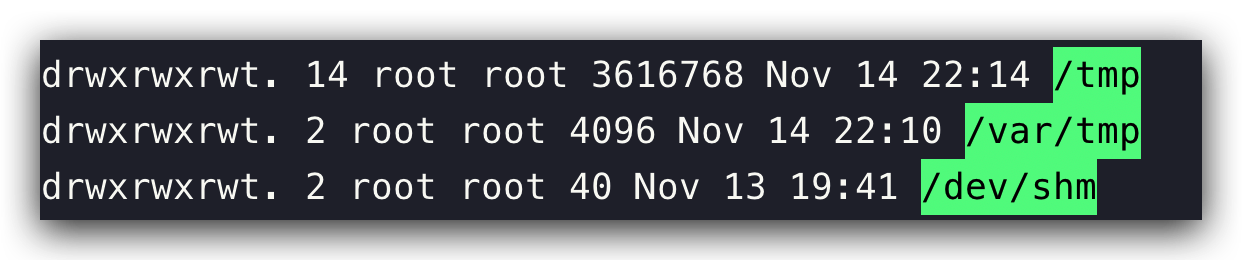 drwxrwxrwt. 14 root root 3616768 Nov 14 22:14 /tmp
drwxrwxrwt. 2 root root 4096 Nov 14 22:10 /var/tmp
drwxrwxrwt. 2 root root 40 Nov 13 19:41 /dev/shm